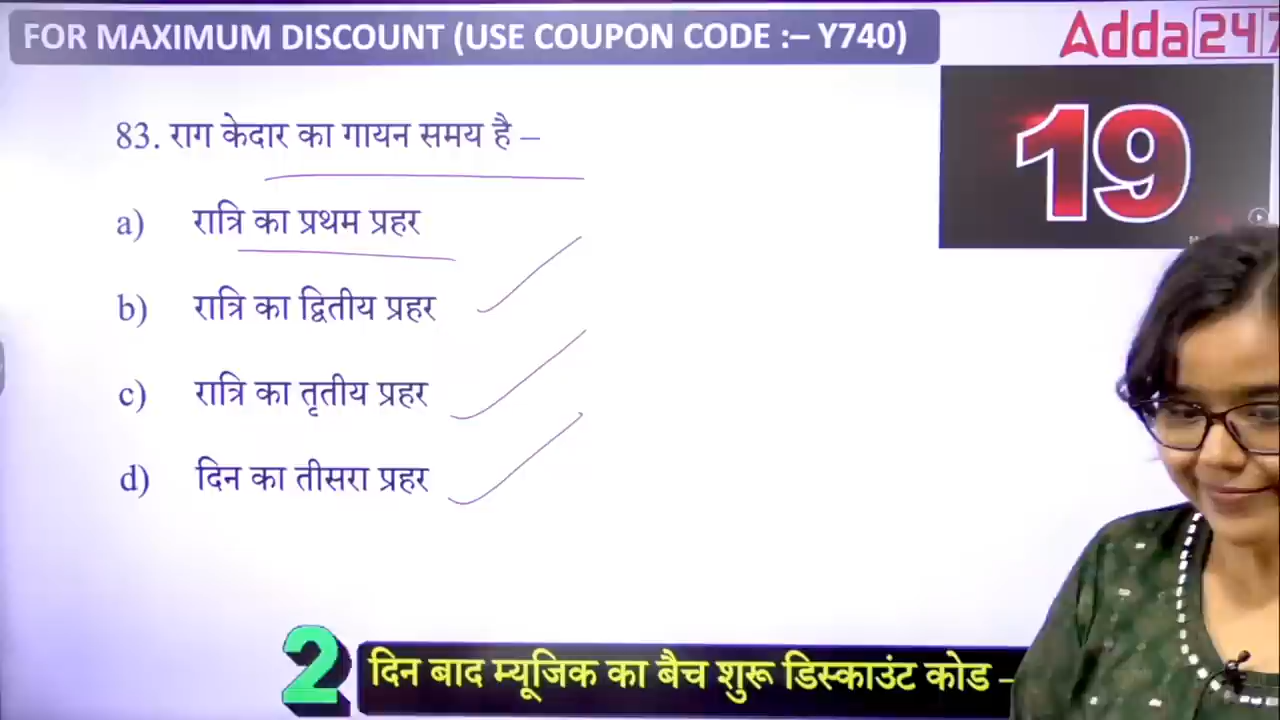 FOR MAXIMUM DISCOUNT (USE COUPON CODE :– Y740)
Adda247
19
83. राग केदार का गायन समय है –
a) रात्रि का प्रथम प्रहर
b) रात्रि का द्वितीय प्रहर
c) रात्रि का तृतीय प्रहर
d) दिन का तीसरा प्रहर
2 दिन बाद म्यूजिक का बैच शुरू डिस्काउंट कोड –